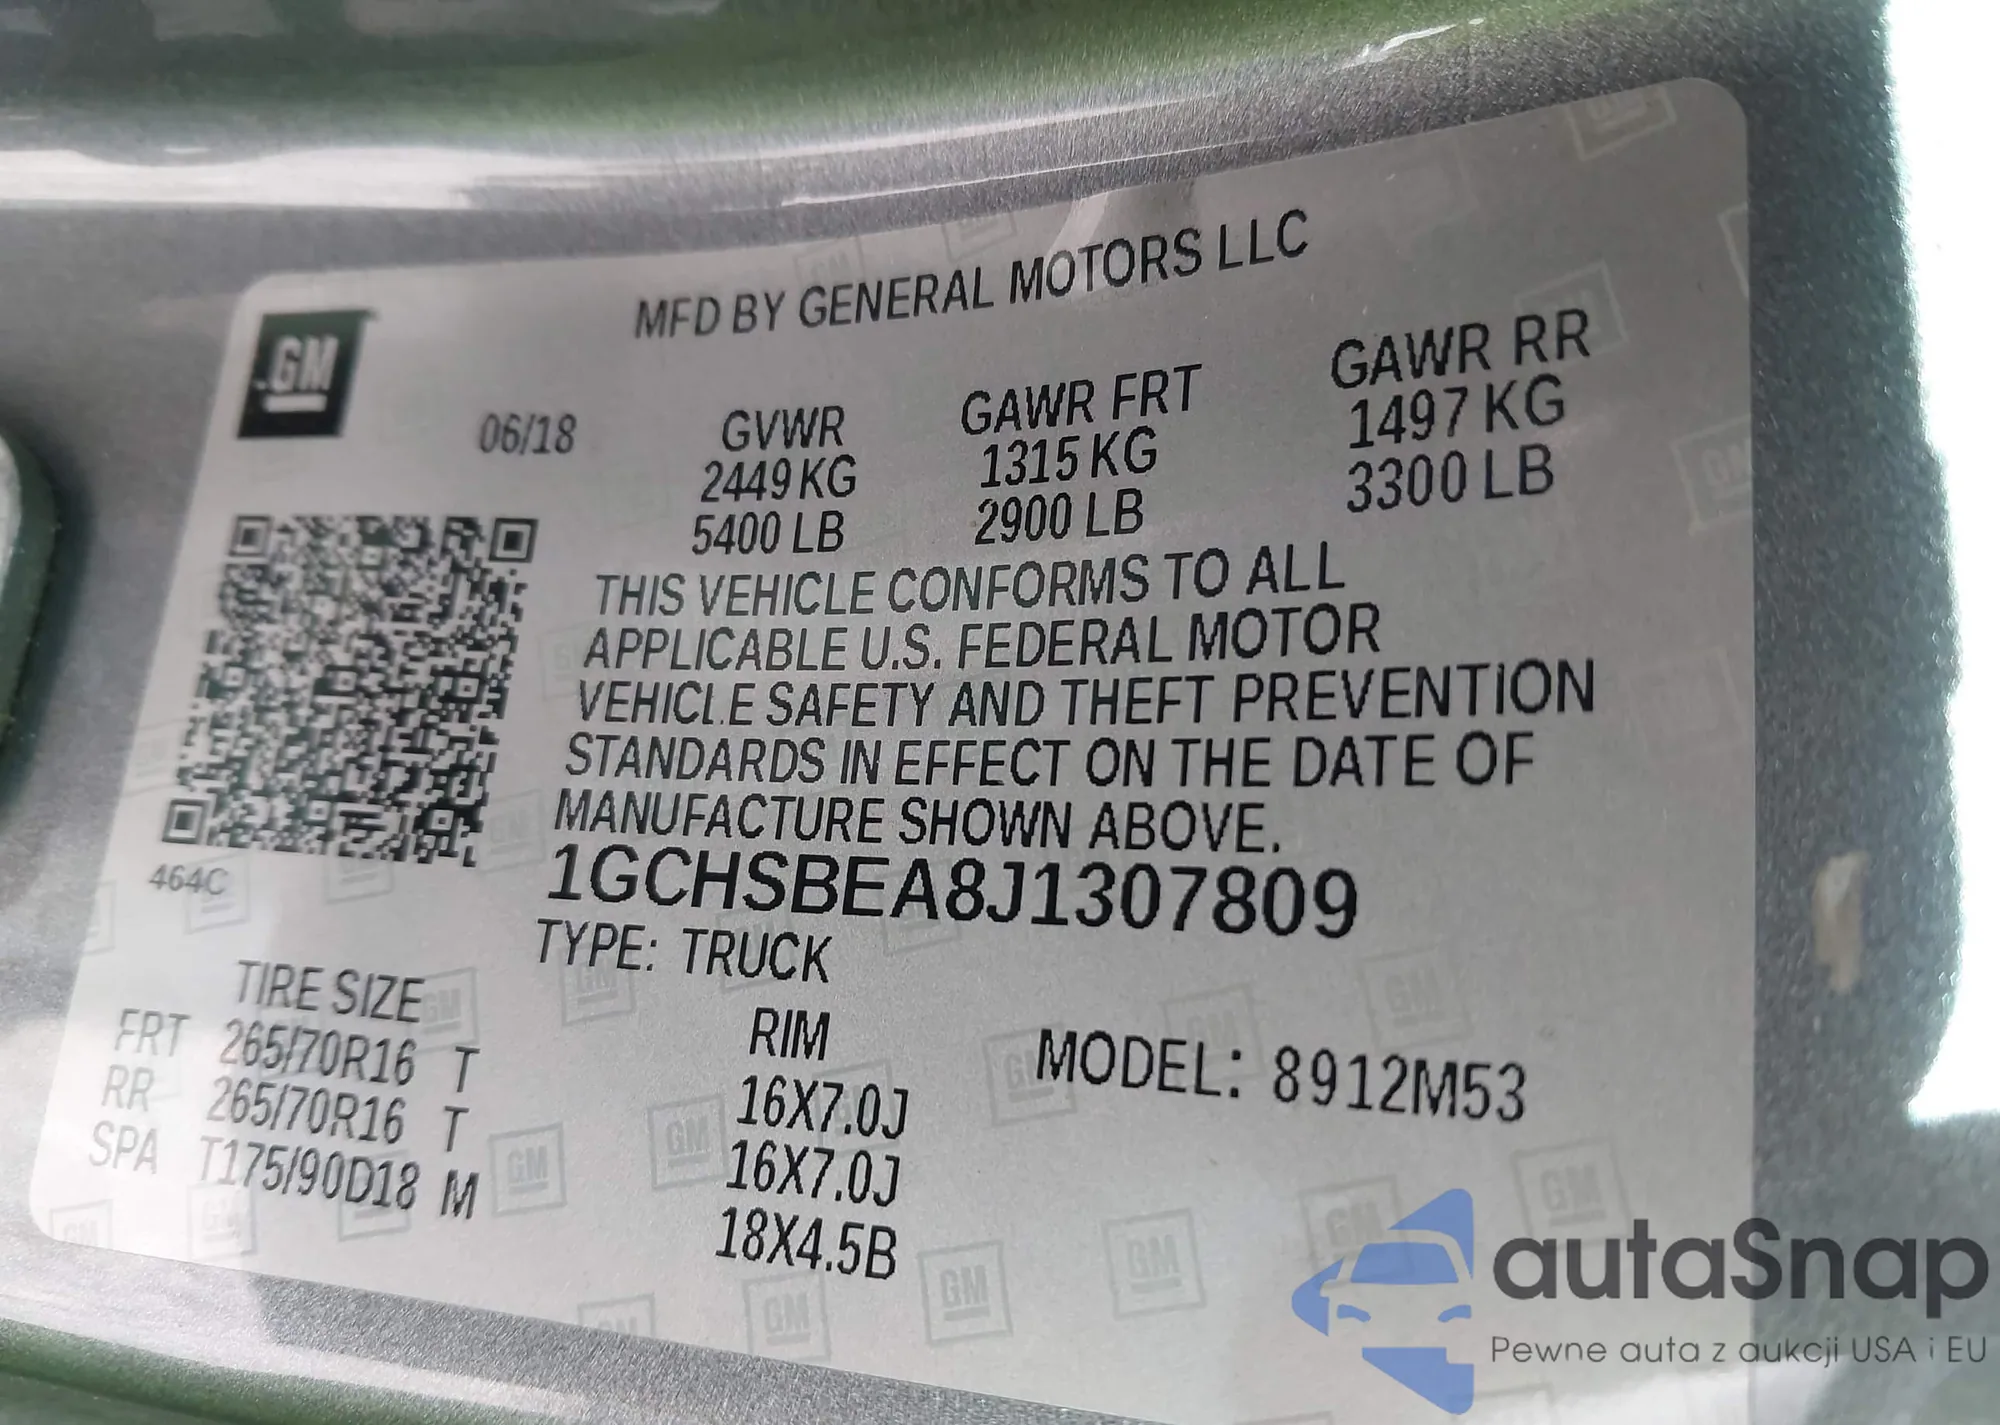 MFD BY GENERAL MOTORS LLC
GM
06/18 GVWR GAWR FRT GAWR RR
2449 KG 1315 KG 1497 KG
5400 LB 2900 LB 3300 LB
THIS VEHICLE CONFORMS TO ALL
APPLICABLE U.S. FEDERAL MOTOR
VEHICLE SAFETY AND THEFT PREVENTION
STANDARDS IN EFFECT ON THE DATE OF
MANUFACTURE SHOWN ABOVE.
464C
1GCHSBEA8J1307809
TYPE: TRUCK
TIRE SIZE RIM MODEL: 8912M53
FRT 265/70R16 T 16X7.0J
RR 265/70R16 T 16X7.0J
SPA T175/90D18 M 18X4.5B
autaSnap
Pewne auta z aukcji USA i EU